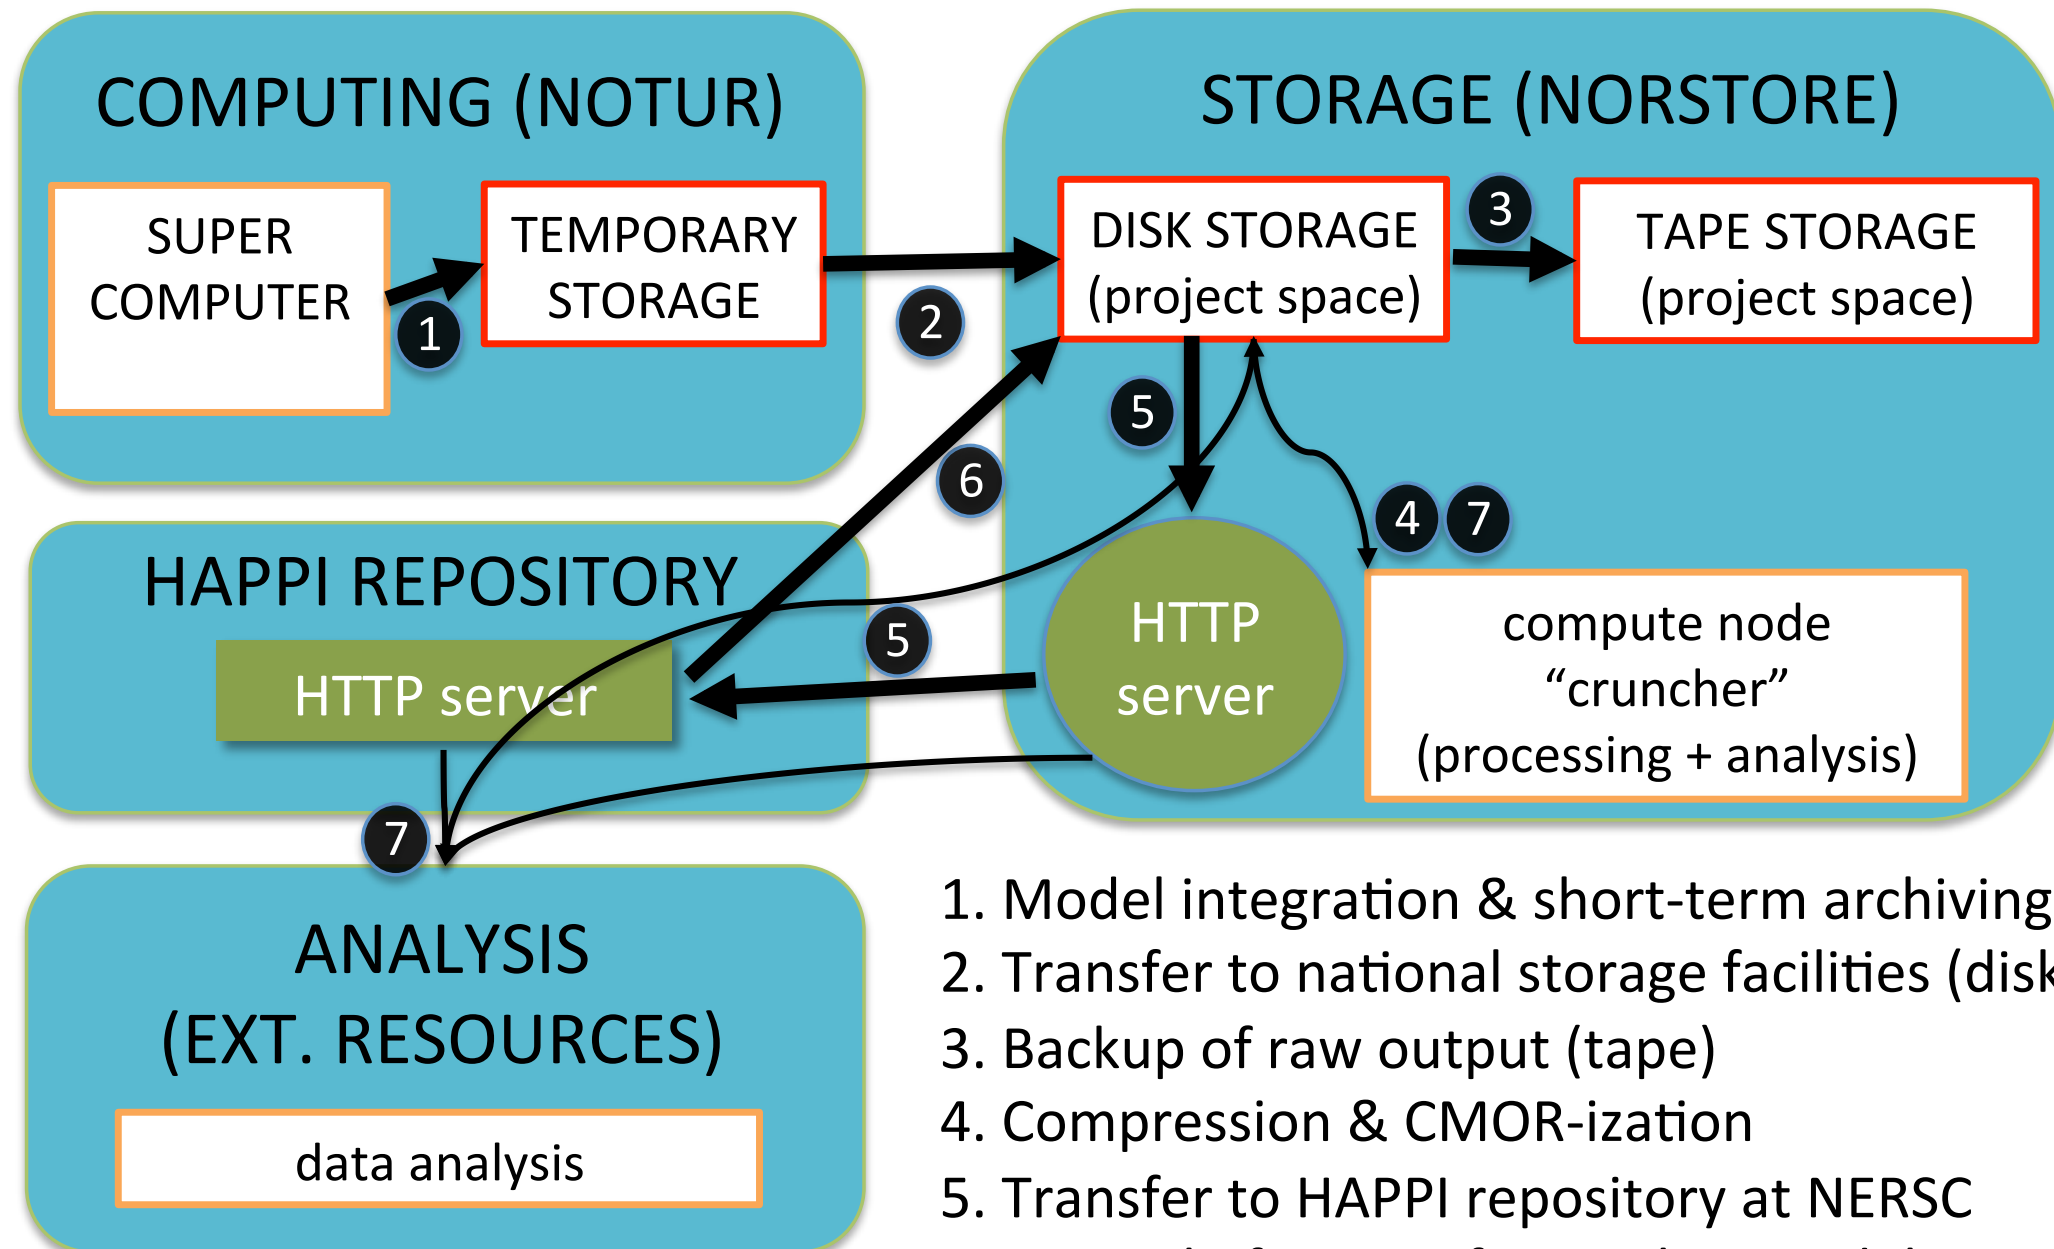 COMPUTING (NOTUR)
SUPER
COMPUTER
1
TEMPORARY
STORAGE
2
STORAGE (NORSTORE)
DISK STORAGE
(project space)
3
TAPE STORAGE
(project space)
5
6
4 7
HAPPI REPOSITORY
HTTP server
5
HTTP
server
compute node
“cruncher”
(processing + analysis)
7
ANALYSIS
(EXT. RESOURCES)
data analysis
1. Model integration & short-term archiving
2. Transfer to national storage facilities (disk
3. Backup of raw output (tape)
4. Compression & CMOR-ization
5. Transfer to HAPPI repository at NERSC